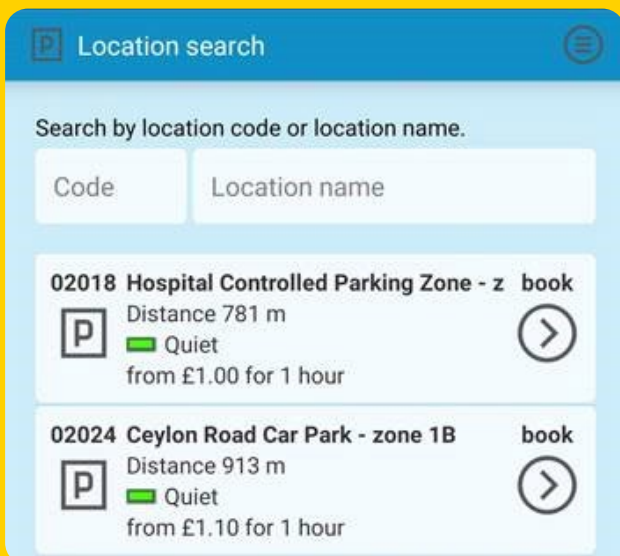 P Location search
Search by location code or location name.
Code Location name
02018 Hospital Controlled Parking Zone - z book
P Distance 781 m
Quiet
from £1.00 for 1 hour
02024 Ceylon Road Car Park - zone 1B book
P Distance 913 m
Quiet
from £1.10 for 1 hour